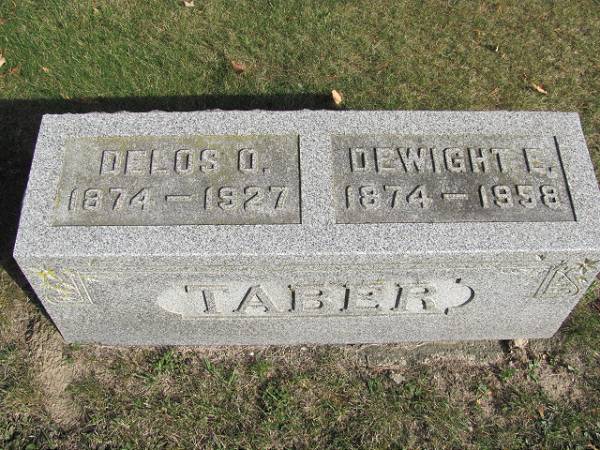 DELOS O.
1874 — 1927
DEWIGHT E.
1874 — 1958
TABER